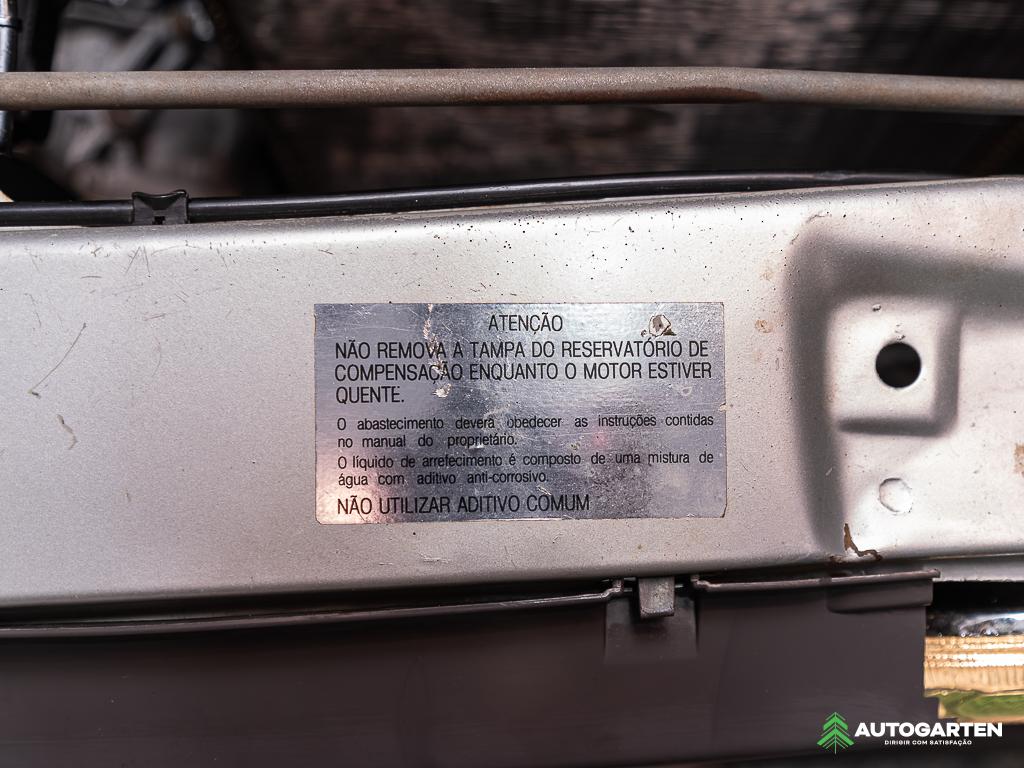 ATENÇÃO
NÃO REMOVA A TAMPA DO RESERVATÓRIO DE
COMPENSAÇÃO ENQUANTO O MOTOR ESTIVER
QUENTE.
O abastecimento deverá obedecer as instruções contidas
no manual do proprietário.
O líquido de arrefecimento é composto de uma mistura de
água com aditivo anti-corrosivo.
NÃO UTILIZAR ADITIVO COMUM
AUTOGARTEN
DIRIGIR COM SATISFAÇÃO